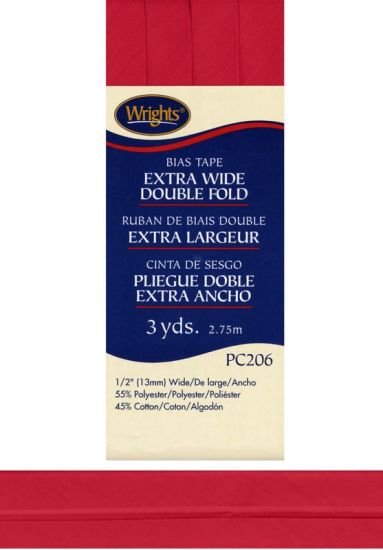 Wrights®
BIAS TAPE
EXTRA WIDE
DOUBLE FOLD
RUBAN DE BIAIS DOUBLE
EXTRA LARGEUR
CINTA DE SESGO
PLIEGUE DOBLE
EXTRA ANCHO
3 yds. 2.75m
PC206
1/2" (13mm) Wide/De large/Ancho
55% Polyester/Polyester/Poliéster
45% Cotton/Coton/Algodón